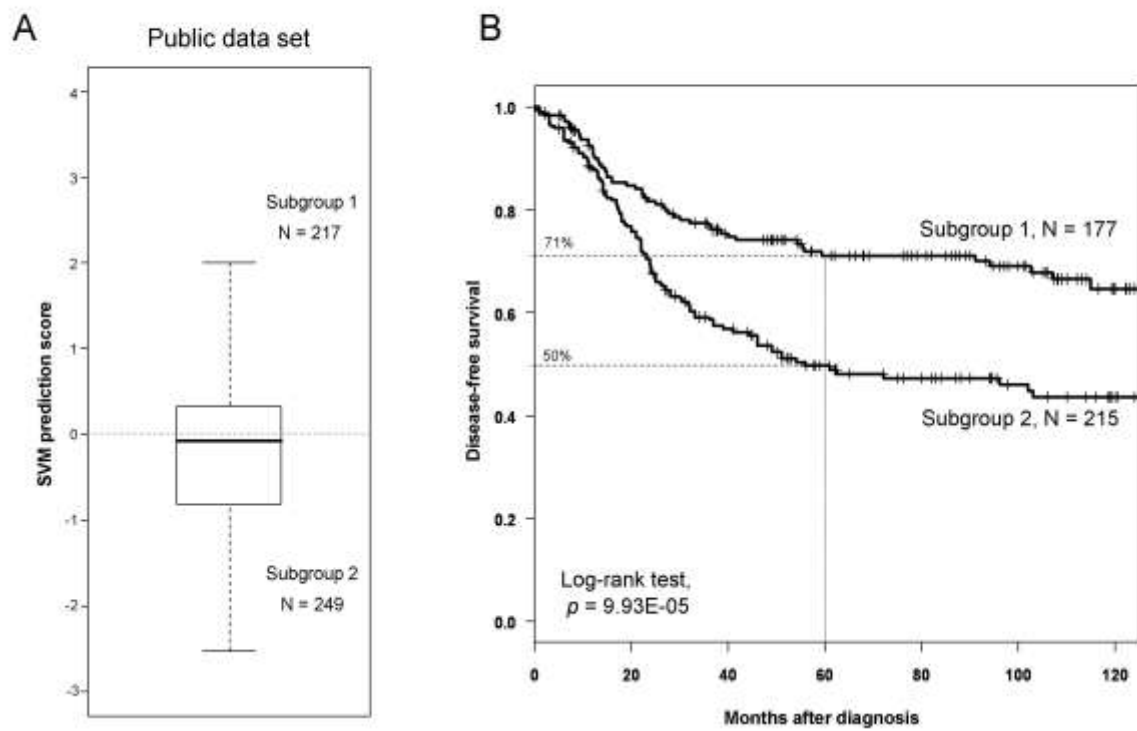 A
Public data set
4
3
2
1
0
-1
-2
-3
SVM prediction score
Subgroup 1
N = 217
Subgroup 2
N = 249
B
1.0
0.8
0.6
0.4
0.2
0.0
Disease-free survival
71%
50%
Subgroup 1, N = 177
Subgroup 2, N = 215
Log-rank test,
p = 9.93E-05
0
20
40
60
80
100
120
Months after diagnosis